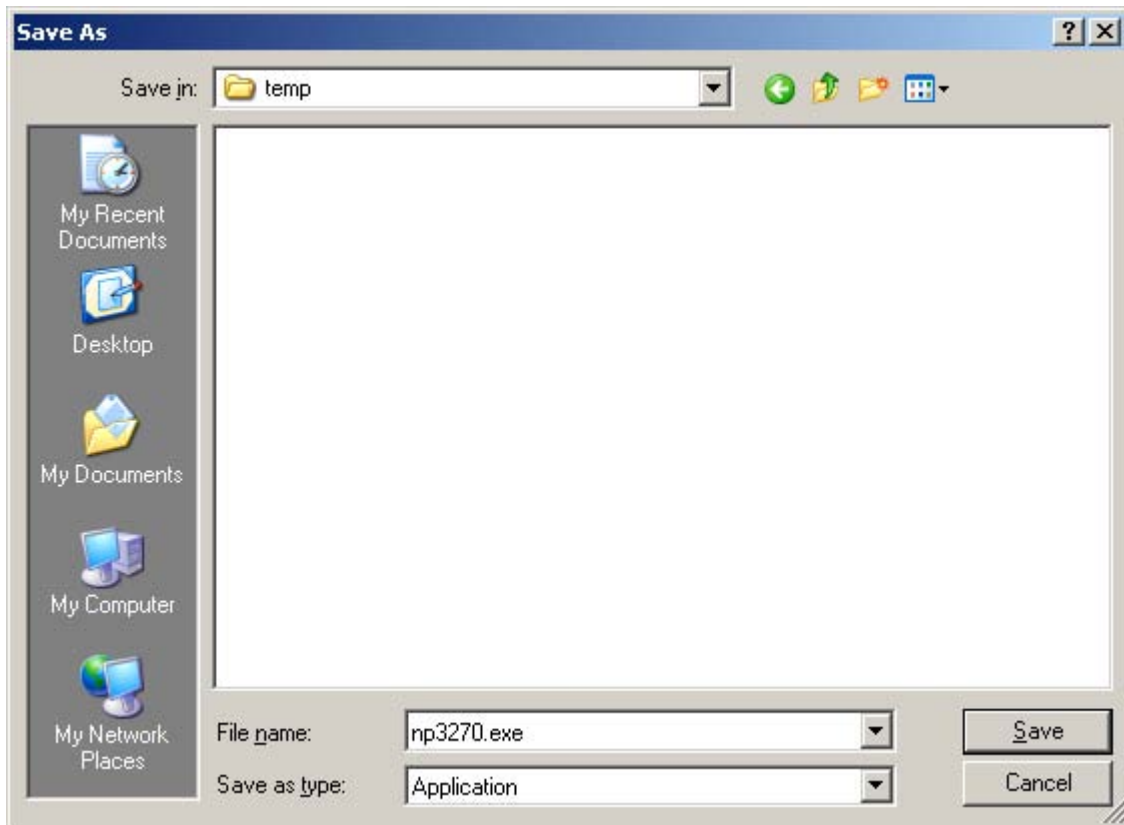 Save As
Save in:
temp
My Recent
Documents
Desktop
My Documents
My Computer
My Network
Places
File name:
np3270.exe
Save
Save as type:
Application
Cancel